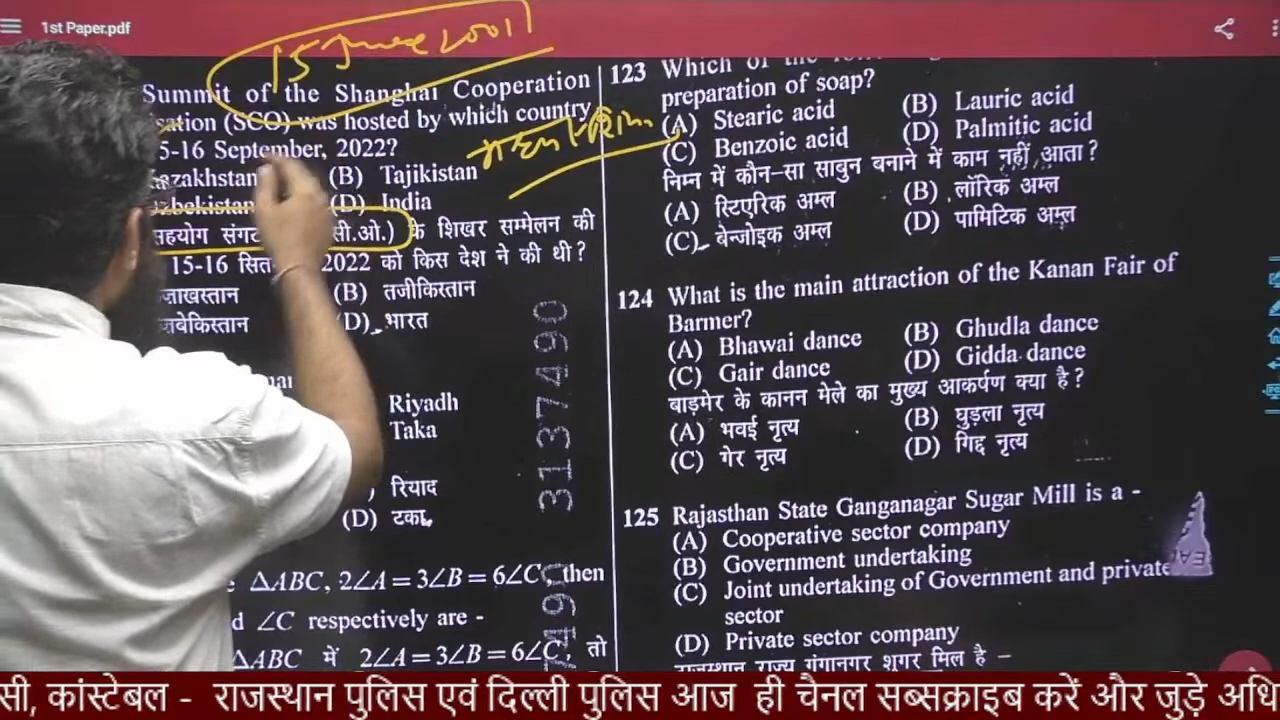 1st Paper.pdf
15 June 2001
Summit of the Shanghai Cooperation
sation (SCO) was hosted by which country
5-16 September, 2022?
azakhstan (B) Tajikistan
zbekistan (D) India
सहयोग संगठ सी.ओ.) के शिखर सम्मेलन की
15-16 सित 2022 को किस देश ने की थी?
जाखस्तान (B) तजीकिस्तान
जबेकिस्तान (D) भारत
Riyadh
Taka
) रियाद
(D) टका
ΔABC, 2∠A = 3∠B = 6∠C, then
d ∠C respectively are -
ΔABC में 2∠A = 3∠B = 6∠C, तो
3137490
490
123 Which of the
preparation of soap?
(A) Stearic acid (B) Lauric acid
(C) Benzoic acid (D) Palmitic acid
निम्न में कौन-सा साबुन बनाने में काम नहीं आता?
(A) स्टिएरिक अम्ल (B) लॉरिक अम्ल
(C) बेन्जोइक अम्ल (D) पामिटिक अम्ल
124 What is the main attraction of the Kanan Fair of
Barmer?
(A) Bhawai dance (B) Ghudla dance
(C) Gair dance (D) Gidda dance
बाड़मेर के कानन मेले का मुख्य आकर्षण क्या है?
(A) भवई नृत्य (B) घुड़ला नृत्य
(C) गेर नृत्य (D) गिद्द नृत्य
125 Rajasthan State Ganganagar Sugar Mill is a -
(A) Cooperative sector company
(B) Government undertaking
(C) Joint undertaking of Government and private
sector
(D) Private sector company
राजस्थान राज्य गंगानगर शुगर मिल है –
सी, कांस्टेबल - राजस्थान पुलिस एवं दिल्ली पुलिस आज ही चैनल सब्सक्राइब करें और जुड़े अधि